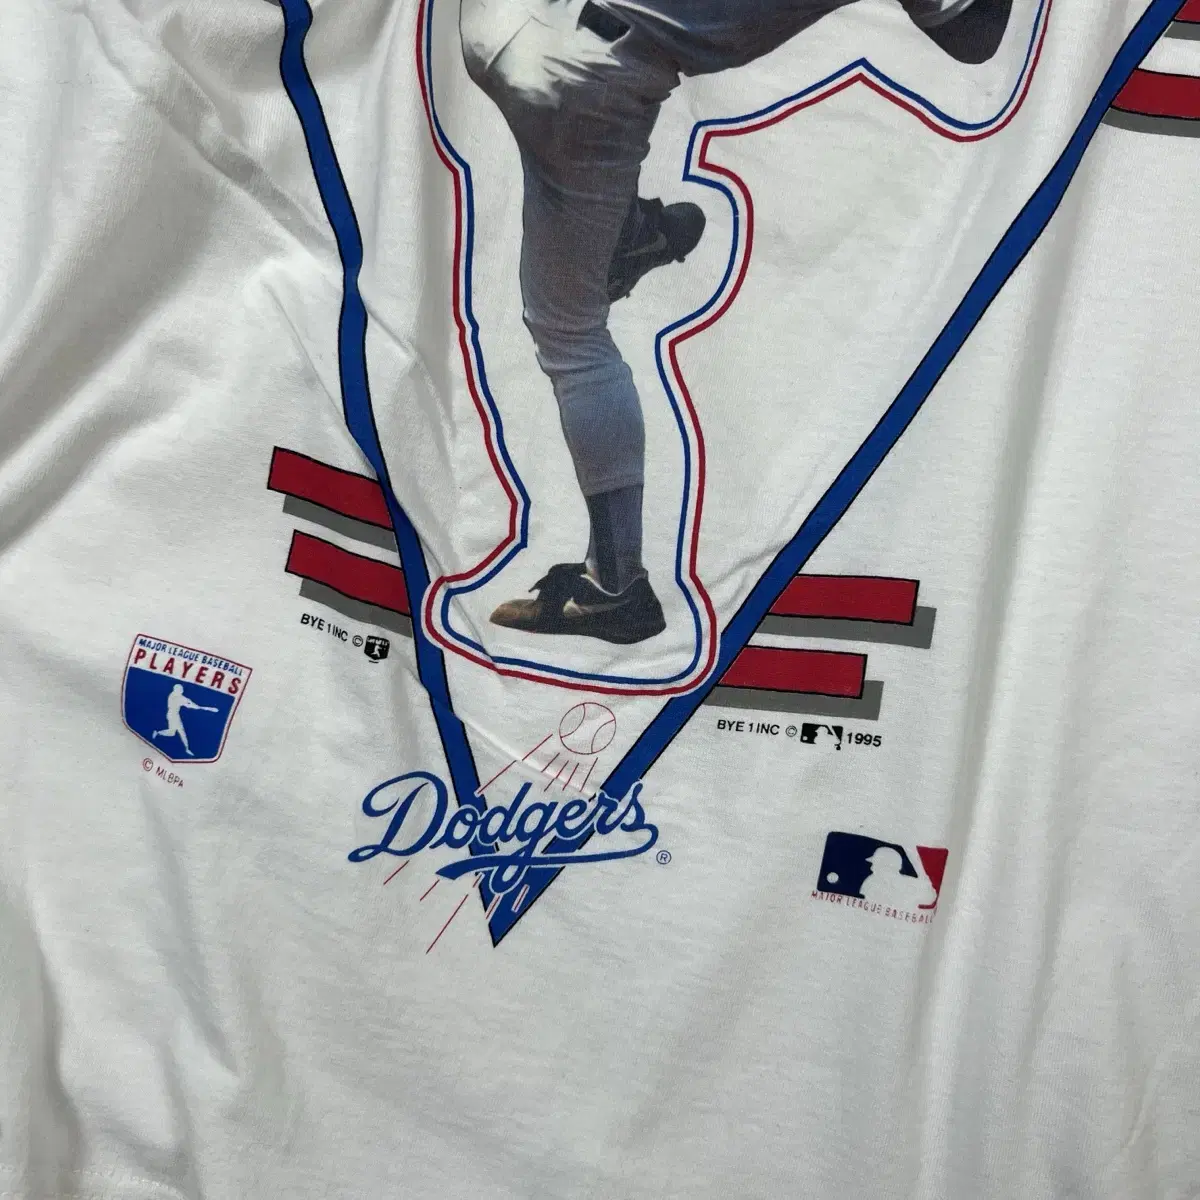 BYE 1 INC ©
MAJOR LEAGUE BASEBALL
PLAYERS
© MLBPA
BYE 1 INC © 1995
Dodgers
®
MAJOR LEAGUE BASEBALL